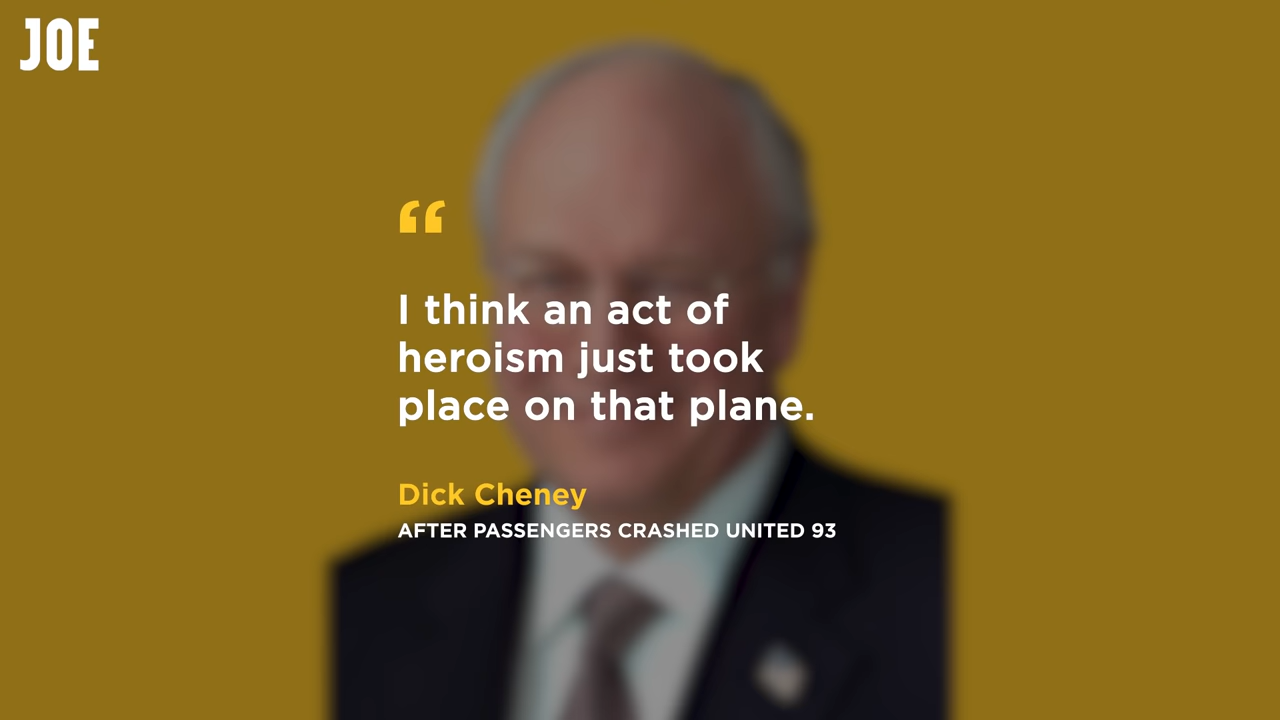 JOE
“
I think an act of
heroism just took
place on that plane.
Dick Cheney
AFTER PASSENGERS CRASHED UNITED 93